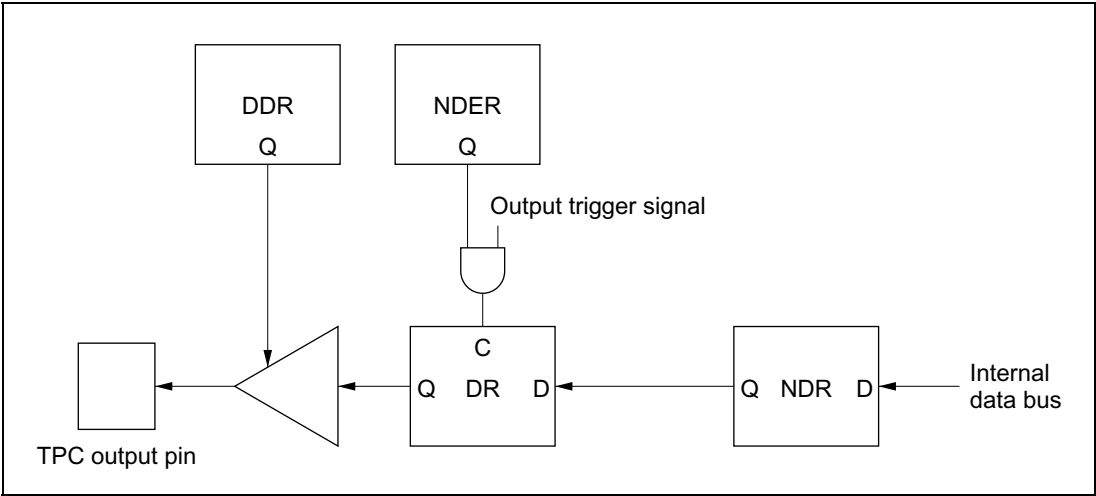 DDR
Q
NDER
Q
Output trigger signal
C
Q DR D
Q NDR D
Internal
data bus
TPC output pin